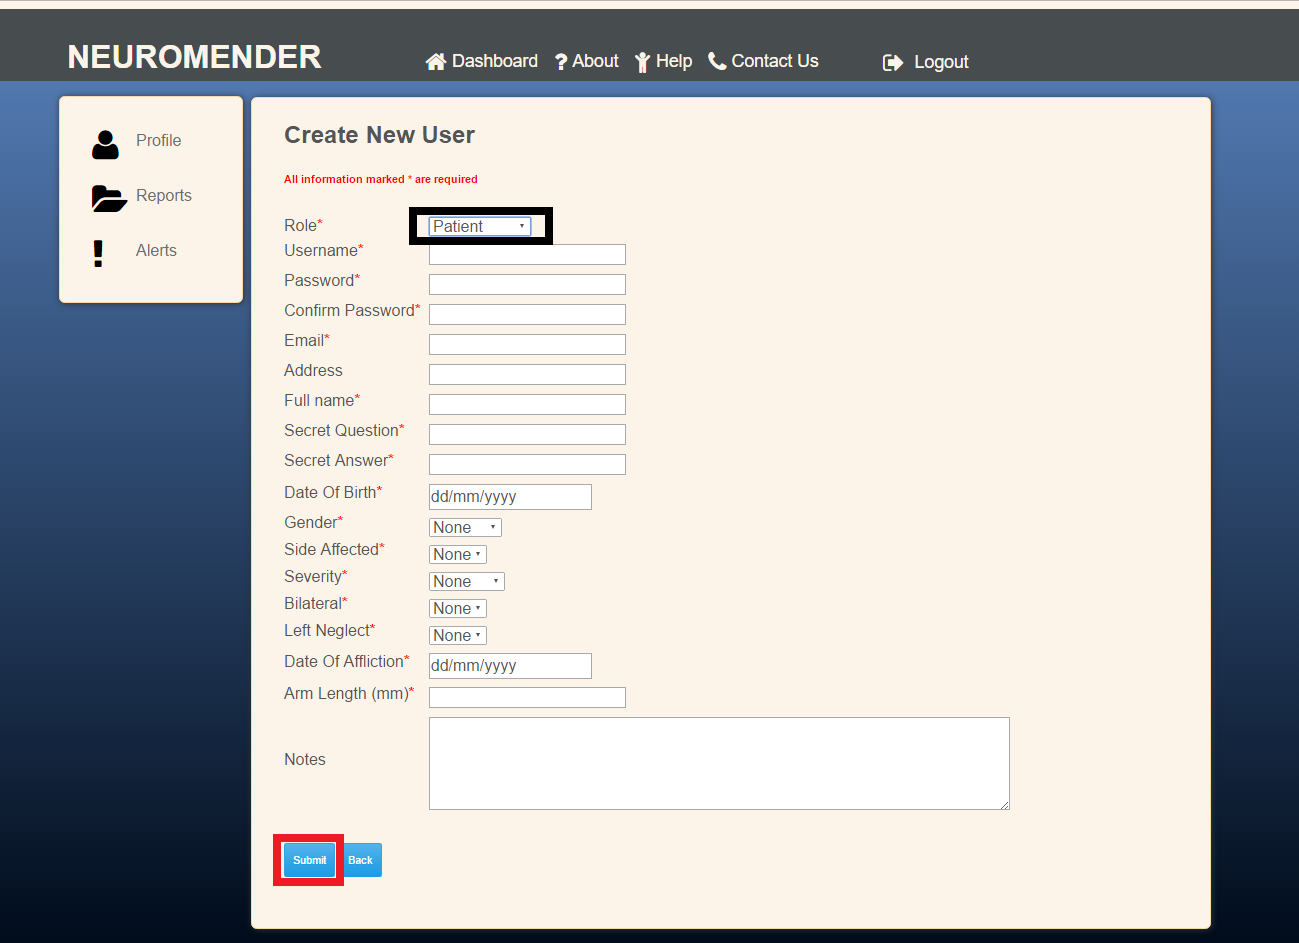 NEUROMENDER
Dashboard ? About Help Contact Us Logout
Profile
Reports
Alerts
Create New User
All information marked * are required
Role* Patient
Username*
Password*
Confirm Password*
Email*
Address
Full name*
Secret Question*
Secret Answer*
Date Of Birth* dd/mm/yyyy
Gender* None
Side Affected* None
Severity* None
Bilateral* None
Left Neglect* None
Date Of Affliction* dd/mm/yyyy
Arm Length (mm)*
Notes
Submit Back